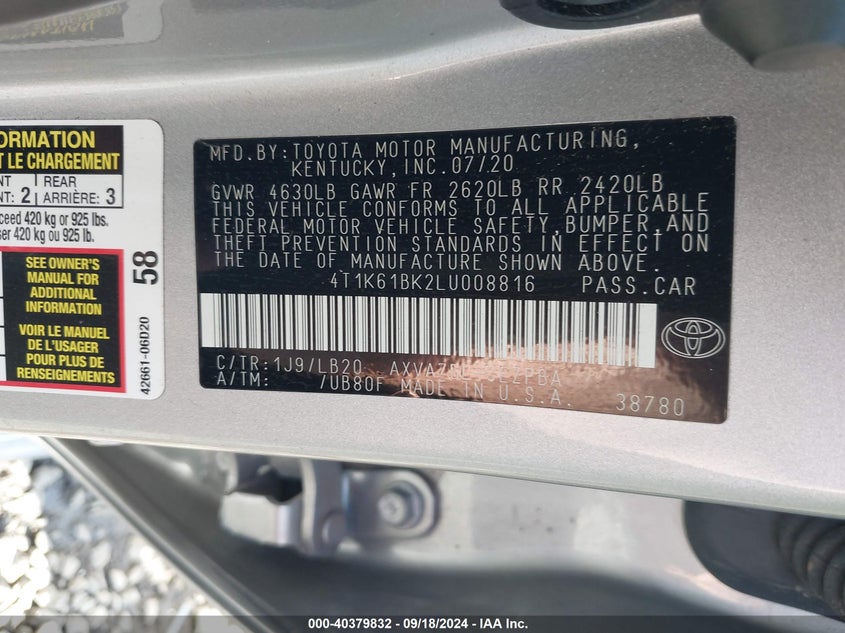 FORMATION
T LE CHARGEMENT
NT 2 REAR
NT: ARRIÈRE: 3
ceed 420 kg or 925 lbs.
ser 420 kg ou 925 lb.
SEE OWNER'S
MANUAL FOR
ADDITIONAL
INFORMATION
VOIR LE MANUEL
DE L'USAGER
POUR PLUS DE
RENSEIGNEMENTS
58
42661-06D20
MFD.BY:TOYOTA MOTOR MANUFACTURING,
KENTUCKY, INC.07/20
GVWR 4630LB GAWR FR 2620LB RR 2420LB
THIS VEHICLE CONFORMS TO ALL APPLICABLE
FEDERAL MOTOR VEHICLE SAFETY,BUMPER,AND
THEFT PREVENTION STANDARDS IN EFFECT ON
THE DATE OF MANUFACTURE SHOWN ABOVE.
4T1K61BK2LU008816 PASS.CAR
C/TR:1J9/LB20
A/TM: /UB80F MADE IN U.S.A. 38780
000-40379832 - 09/18/2024 - IAA Inc.